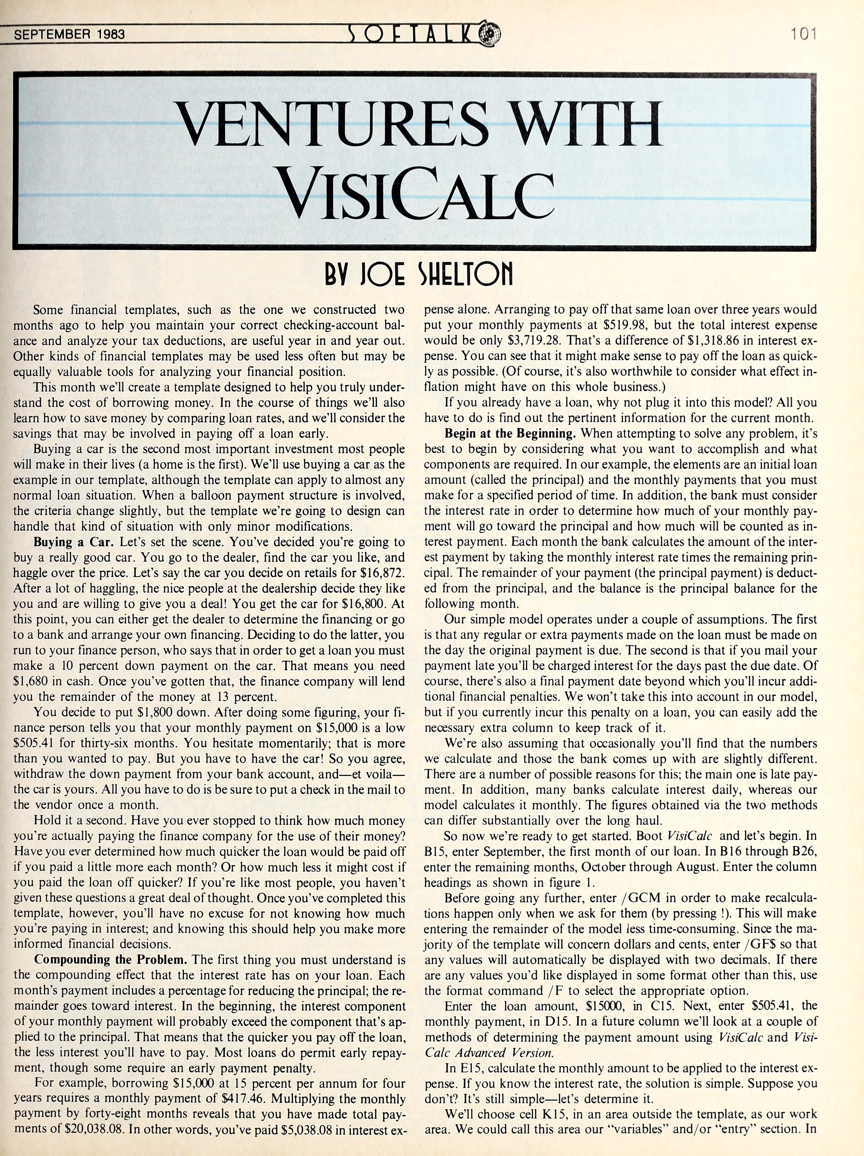 SEPTEMBER 1983
SOFTALK
101
VENTURES WITH
VISICALC
BY JOE SHELTON
Some financial templates, such as the one we constructed two
months ago to help you maintain your correct checking-account bal-
ance and analyze your tax deductions, are useful year in and year out.
Other kinds of financial templates may be used less often but may be
equally valuable tools for analyzing your financial position.
This month we'll create a template designed to help you truly under-
stand the cost of borrowing money. In the course of things we'll also
learn how to save money by comparing loan rates, and we'll consider the
savings that may be involved in paying off a loan early.
Buying a car is the second most important investment most people
will make in their lives (a home is the first). We'll use buying a car as the
example in our template, although the template can apply to almost any
normal loan situation. When a balloon payment structure is involved,
the criteria change slightly, but the template we're going to design can
handle that kind of situation with only minor modifications.
Buying a Car. Let's set the scene. You've decided you're going to
buy a really good car. You go to the dealer, find the car you like, and
haggle over the price. Let's say the car you decide on retails for $16,872.
After a lot of haggling, the nice people at the dealership decide they like
you and are willing to give you a deal! You get the car for $16,800. At
this point, you can either get the dealer to determine the financing or go
to a bank and arrange your own financing. Deciding to do the latter, you
run to your finance person, who says that in order to get a loan you must
make a 10 percent down payment on the car. That means you need
$1,680 in cash. Once you've gotten that, the finance company will lend
you the remainder of the money at 13 percent.
You decide to put $1,800 down. After doing some figuring, your fi-
nance person tells you that your monthly payment on $15,000 is a low
$505.41 for thirty-six months. You hesitate momentarily; that is more
than you wanted to pay. But you have to have the car! So you agree,
withdraw the down payment from your bank account, and—et voila—
the car is yours. All you have to do is be sure to put a check in the mail to
the vendor once a month.
Hold it a second. Have you ever stopped to think how much money
you're actually paying the finance company for the use of their money?
Have you ever determined how much quicker the loan would be paid off
if you paid a little more each month? Or how much less it might cost if
you paid the loan off quicker? If you're like most people, you haven't
given these questions a great deal of thought. Once you've completed this
template, however, you'll have no excuse for not knowing how much
you're paying in interest; and knowing this should help you make more
informed financial decisions.
Compounding the Problem. The first thing you must understand is
the compounding effect that the interest rate has on your loan. Each
month's payment includes a percentage for reducing the principal; the re-
mainder goes toward interest. In the beginning, the interest component
of your monthly payment will probably exceed the component that's ap-
plied to the principal. That means that the quicker you pay off the loan,
the less interest you'll have to pay. Most loans do permit early repay-
ment, though some require an early payment penalty.
For example, borrowing $15,000 at 15 percent per annum for four
years requires a monthly payment of $417.46. Multiplying the monthly
payment by forty-eight months reveals that you have made total pay-
ments of $20,038.08. In other words, you've paid $5,038.08 in interest ex-
pense alone. Arranging to pay off that same loan over three years would
put your monthly payments at $519.98, but the total interest expense
would be only $3,719.28. That's a difference of $1,318.86 in interest ex-
pense. You can see that it might make sense to pay off the loan as quick-
ly as possible. (Of course, it's also worthwhile to consider what effect in-
flation might have on this whole business.)
If you already have a loan, why not plug it into this model? All you
have to do is find out the pertinent information for the current month.
Begin at the Beginning. When attempting to solve any problem, it's
best to begin by considering what you want to accomplish and what
components are required. In our example, the elements are an initial loan
amount (called the principal) and the monthly payments that you must
make for a specified period of time. In addition, the bank must consider
the interest rate in order to determine how much of your monthly pay-
ment will go toward the principal and how much will be counted as in-
terest payment. Each month the bank calculates the amount of the inter-
est payment by taking the monthly interest rate times the remaining prin-
cipal. The remainder of your payment (the principal payment) is deduct-
ed from the principal, and the balance is the principal balance for the
following month.
Our simple model operates under a couple of assumptions. The first
is that any regular or extra payments made on the loan must be made on
the day the original payment is due. The second is that if you mail your
payment late you'll be charged interest for the days past the due date. Of
course, there's also a final payment date beyond which you'll incur addi-
tional financial penalties. We won't take this into account in our model,
but if you currently incur this penalty on a loan, you can easily add the
necessary extra column to keep track of it.
We're also assuming that occasionally you'll find that the numbers
we calculate and those the bank comes up with are slightly different.
There are a number of possible reasons for this; the main one is late pay-
ment. In addition, many banks calculate interest daily, whereas our
model calculates it monthly. The figures obtained via the two methods
can differ substantially over the long haul.
So now we're ready to get started. Boot VisiCalc and let's begin. In
B15, enter September, the first month of our loan. In B16 through B26,
enter the remaining months, October through August. Enter the column
headings as shown in figure 1.
Before going any further, enter /GCM in order to make recalcula-
tions happen only when we ask for them (by pressing !). This will make
entering the remainder of the model less time-consuming. Since the ma-
jority of the template will concern dollars and cents, enter /GF$ so that
any values will automatically be displayed with two decimals. If there
are any values you'd like displayed in some format other than this, use
the format command /F to select the appropriate option.
Enter the loan amount, $15000, in C15. Next, enter $505.41, the
monthly payment, in D15. In a future column we'll look at a couple of
methods of determining the payment amount using VisiCalc and Visi-
Calc Advanced Version.
In E15, calculate the monthly amount to be applied to the interest ex-
pense. If you know the interest rate, the solution is simple. Suppose you
don't? It's still simple—let's determine it.
We'll choose cell K15, in an area outside the template, as our work
area. We could call this area our "variables" and/or "entry" section. In